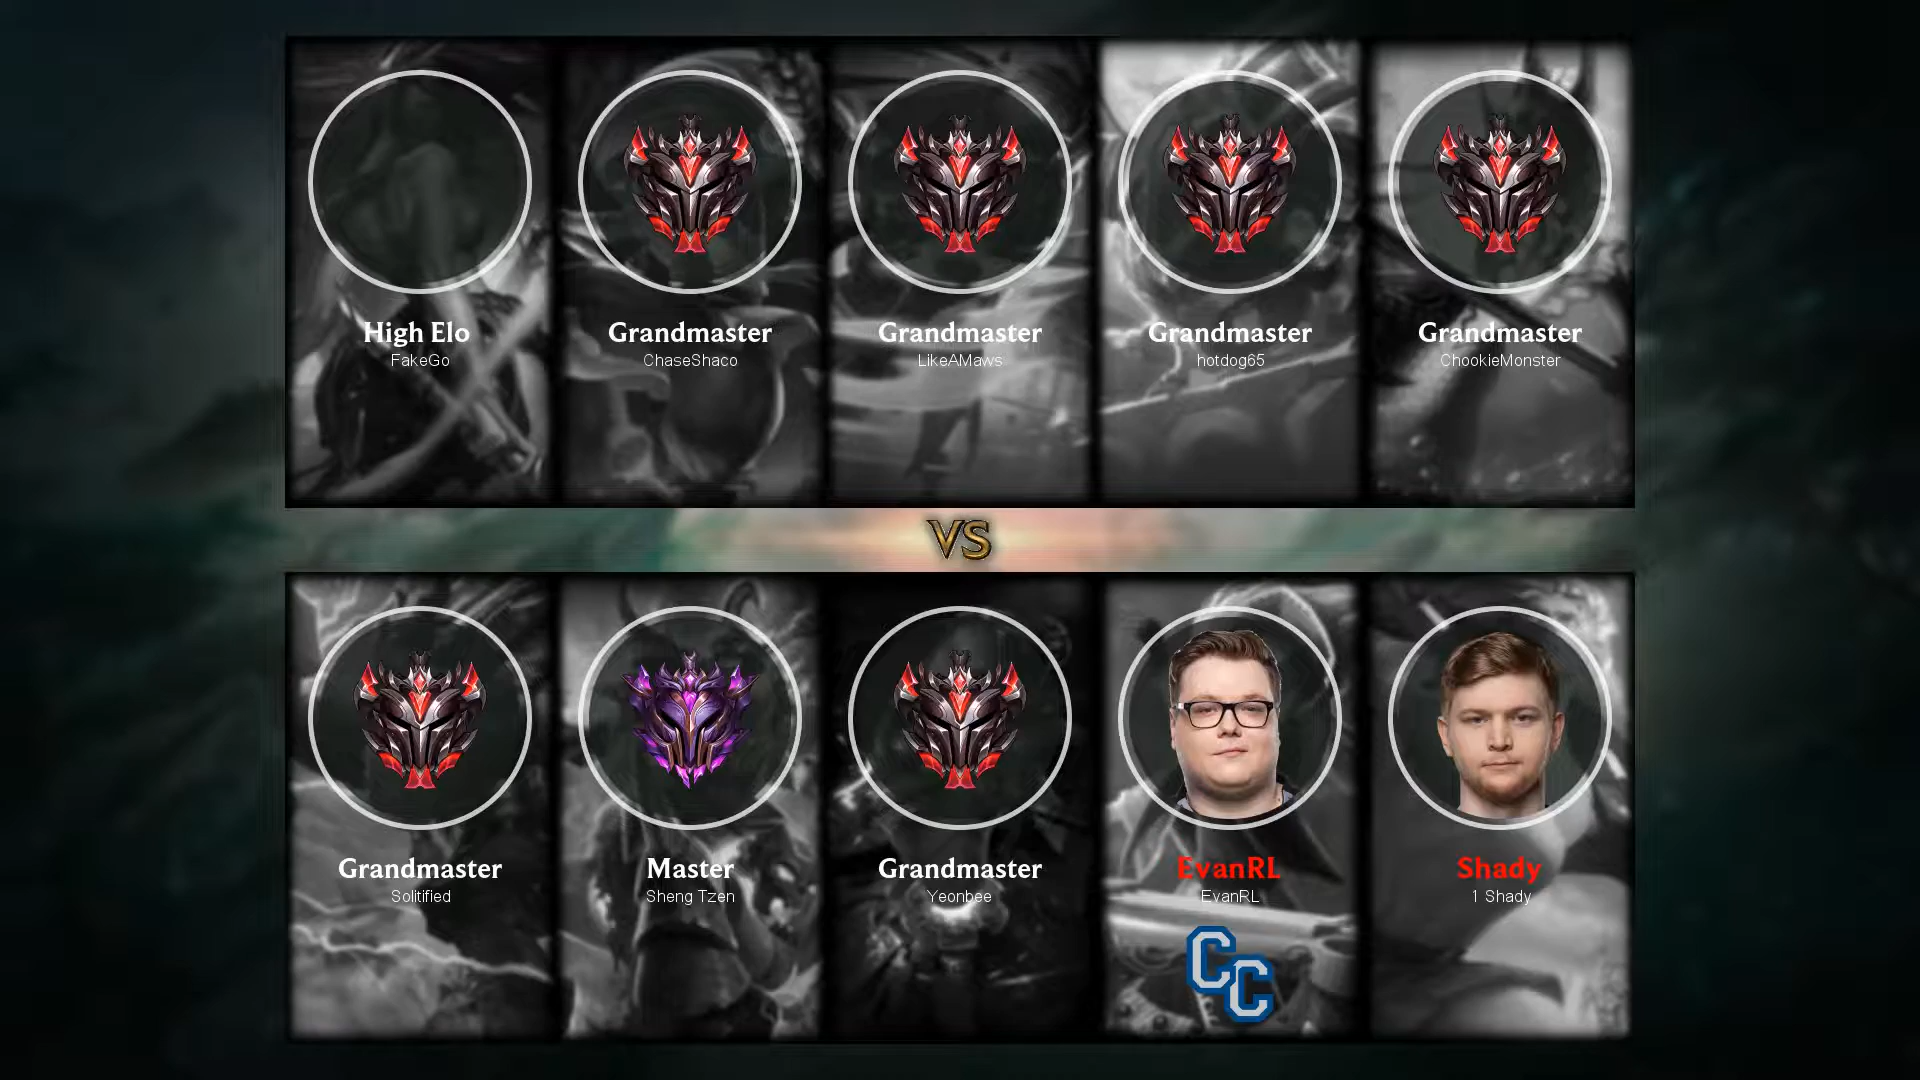 High Elo
FakeGo
Grandmaster
ChaseShaco
Grandmaster
LikeAMaws
Grandmaster
hotdog65
Grandmaster
ChookieMonster
VS
Grandmaster
Solitified
Master
Sheng Tzen
Grandmaster
Yeonbee
EvanRL
EvanRL
CC
Shady
1 Shady